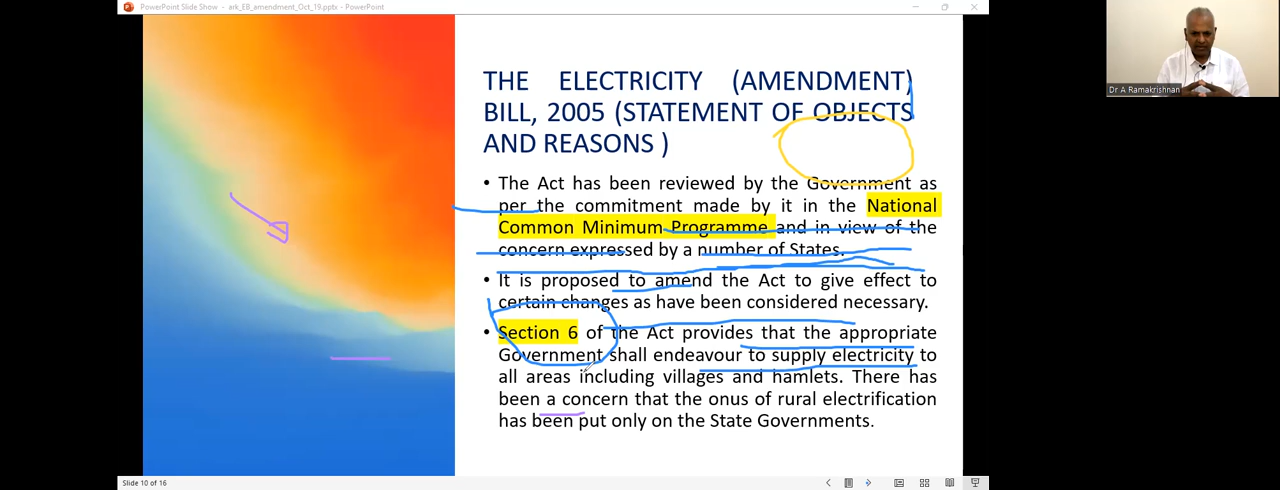 PowerPoint Slide Show - ark_EB_amendment_Oct_19.pptx - PowerPoint
Dr A Ramakrishnan
THE ELECTRICITY (AMENDMENT)
BILL, 2005 (STATEMENT OF OBJECTS
AND REASONS )
• The Act has been reviewed by the Government as
per the commitment made by it in the National
Common Minimum Programme and in view of the
concern expressed by a number of States.
• It is proposed to amend the Act to give effect to
certain changes as have been considered necessary.
• Section 6 of the Act provides that the appropriate
Government shall endeavour to supply electricity to
all areas including villages and hamlets. There has
been a concern that the onus of rural electrification
has been put only on the State Governments.
Slide 10 of 16